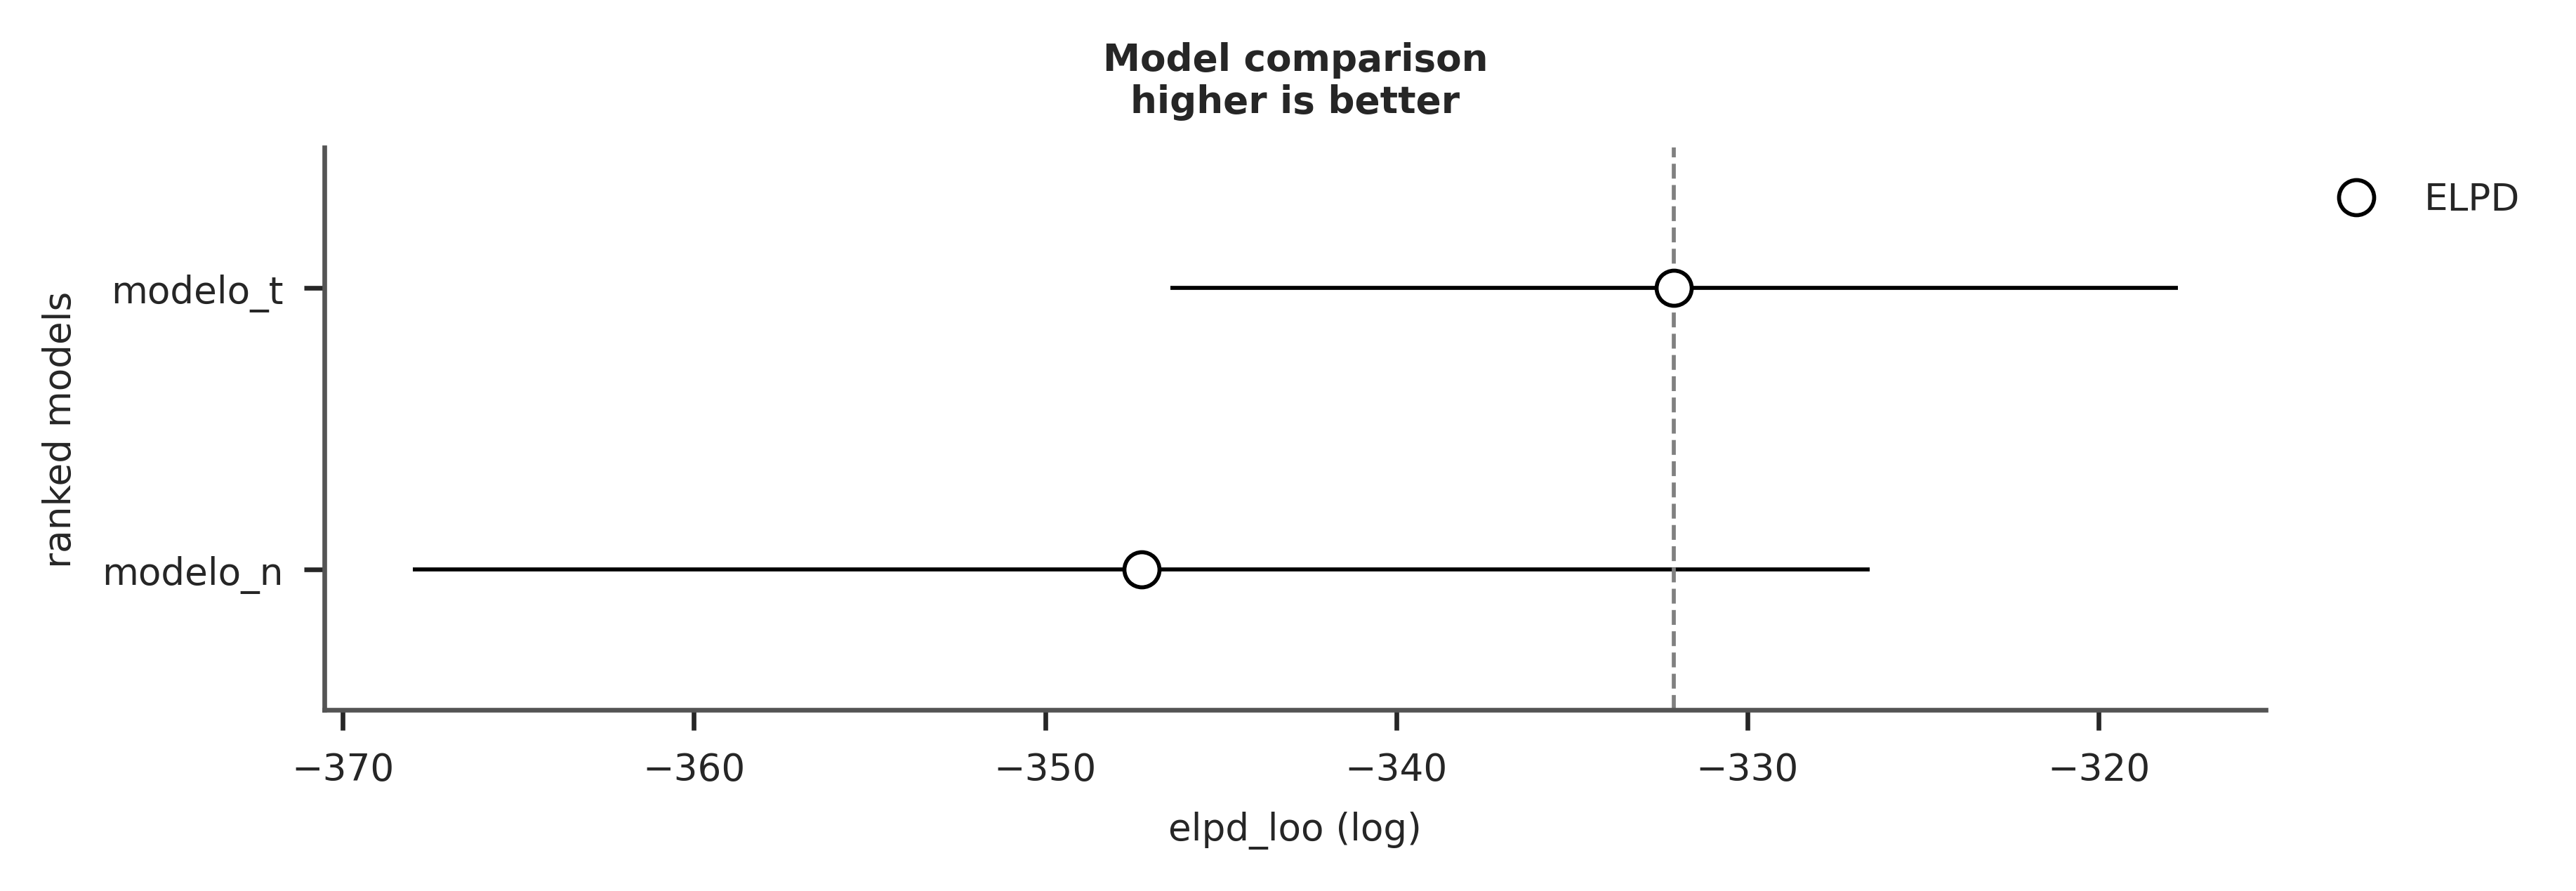 Model comparison
higher is better
ELPD
ranked models
modelo_t
modelo_n
−370
−360
−350
−340
−330
−320
elpd_loo (log)